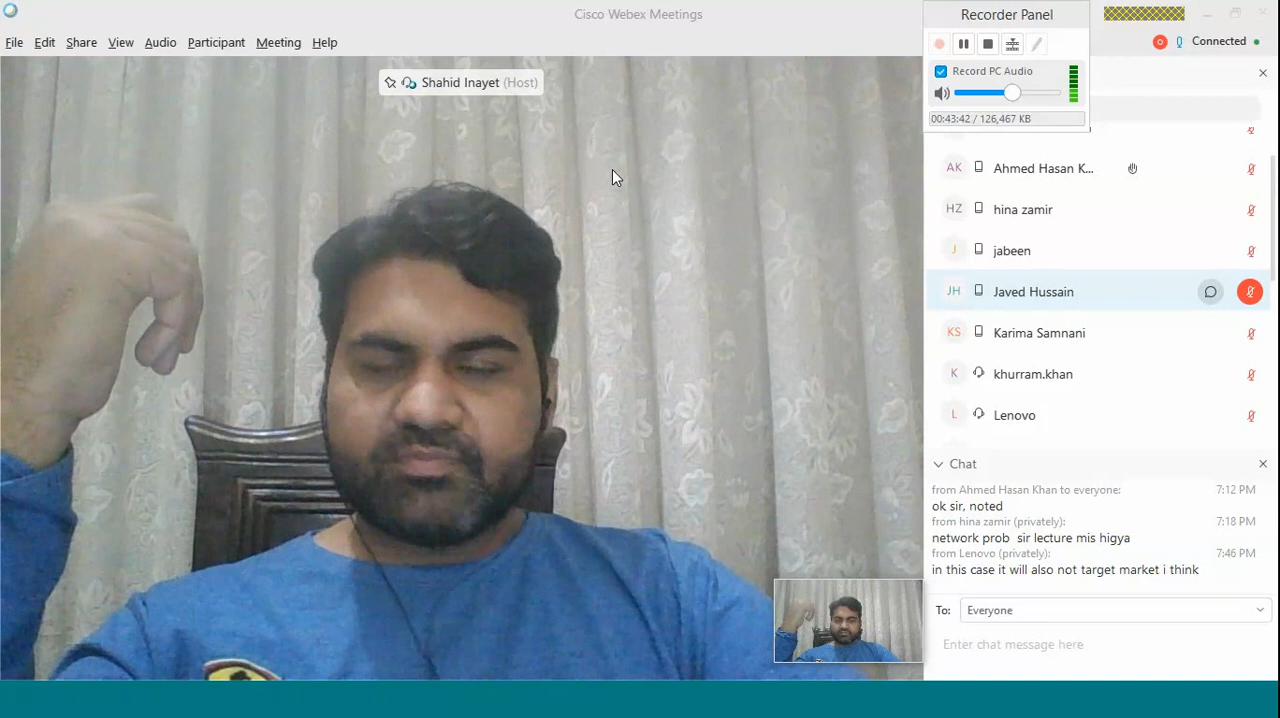 Cisco Webex Meetings
File Edit Share View Audio Participant Meeting Help
Shahid Inayet (Host)
Recorder Panel
Record PC Audio
00:43:42 / 126,467 KB
Connected
AK Ahmed Hasan K...
HZ hina zamir
J jabeen
JH Javed Hussain
KS Karima Samnani
K khurram.khan
L Lenovo
Chat
from Ahmed Hasan Khan to everyone: 7:12 PM
ok sir, noted
from hina zamir (privately): 7:18 PM
network prob sir lecture mis higya
from Lenovo (privately): 7:46 PM
in this case it will also not target market i think
To: Everyone
Enter chat message here